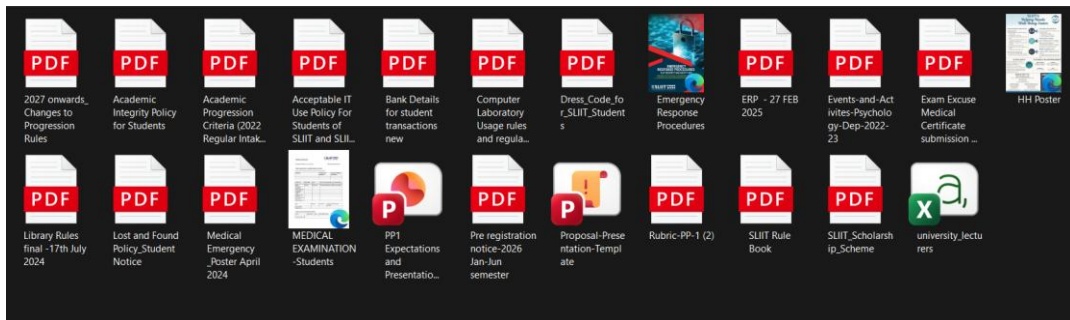 PDF
PDF
PDF
PDF
PDF
PDF
PDF
EMERGENCY
RESPONSE PROCEDURES
PDF
PDF
PDF
2027 onwards_
Changes to
Progression
Rules
Academic
Integrity Policy
for Students
Academic
Progression
Criteria (2022
Regular Intak...
Acceptable IT
Use Policy For
Students of
SLIIT and SLII...
Bank Details
for student
transactions
new
Computer
Laboratory
Usage rules
and regula...
Dress_Code_fo
r_SLIIT_Student
s
Emergency
Response
Procedures
ERP - 27 FEB
2025
Events-and-Act
ivites-Psycholo
gy-Dep-2022-
23
Exam Excuse
Medical
Certificate
submission ...
HH Poster
PDF
PDF
PDF
P
PDF
P
PDF
PDF
PDF
X
a,
Library Rules
final -17th July
2024
Lost and Found
Policy_Student
Notice
Medical
Emergency
_Poster April
2024
MEDICAL
EXAMINATION
-Students
PP1
Expectations
and
Presentatio...
Pre registration
notice-2026
Jan-Jun
semester
Proposal-Prese
ntation-Templ
ate
Rubric-PP-1 (2)
SLIIT Rule
Book
SLIIT_Scholarsh
ip_Scheme
university_lectu
rers